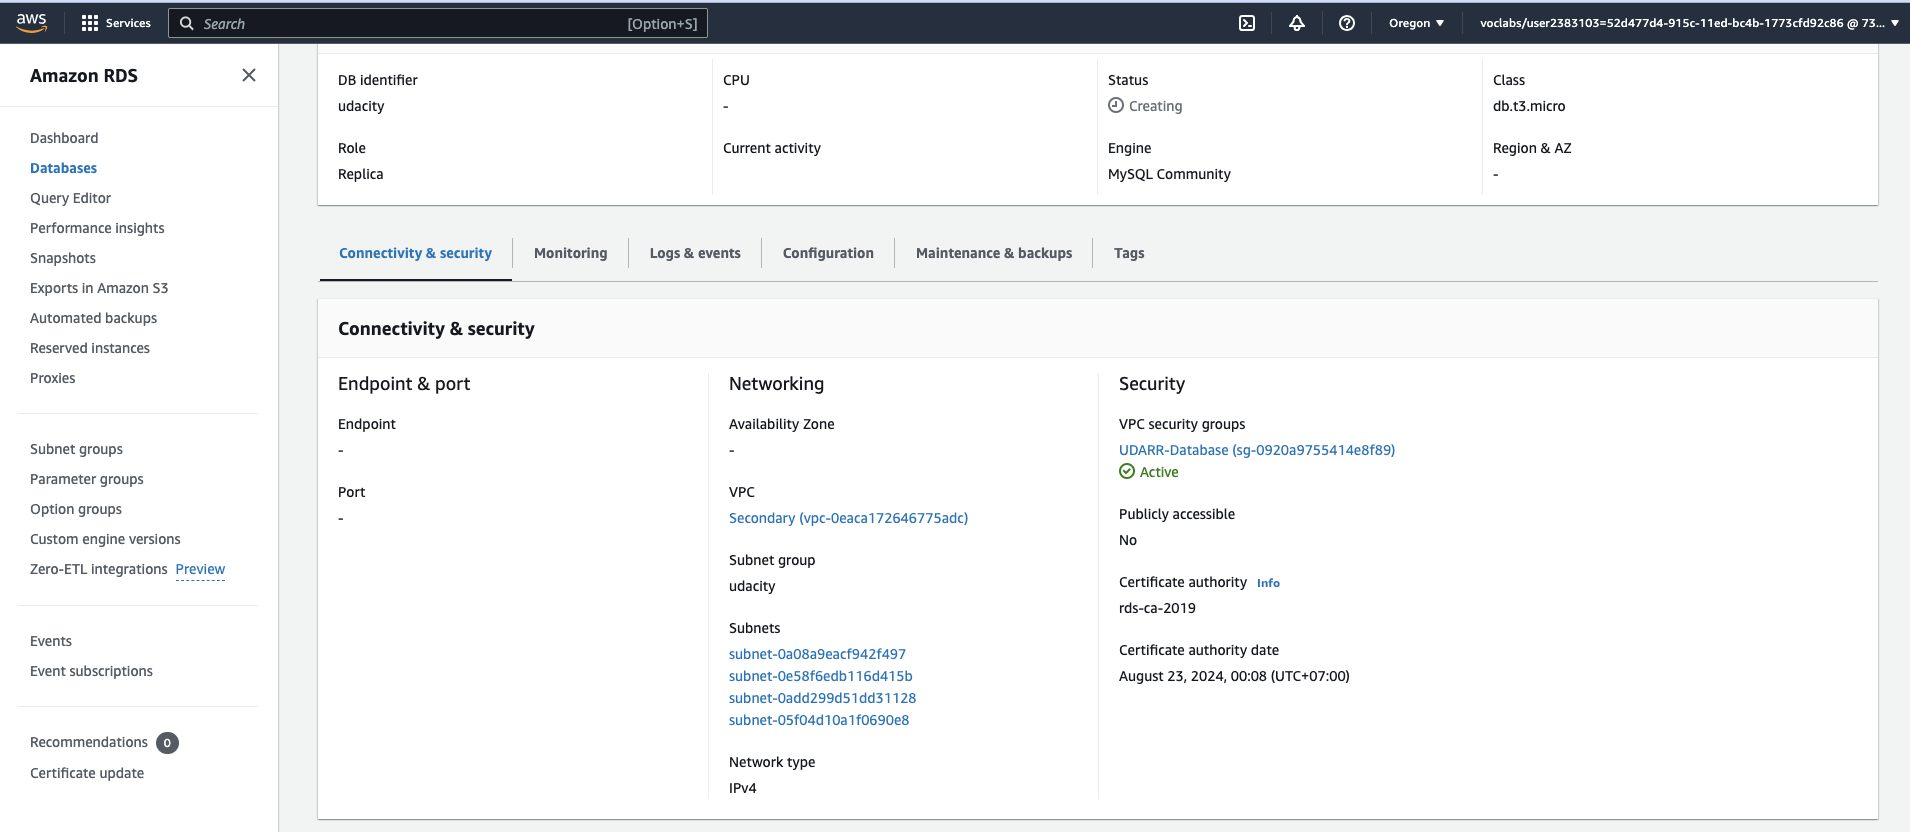 aws
Services
Search
[Option+S]
Oregon
voclabs/user2383103=52d477d4-915c-11ed-bc4b-1773cfd92c86 @ 73...
Amazon RDS
Dashboard
Databases
Query Editor
Performance insights
Snapshots
Exports in Amazon S3
Automated backups
Reserved instances
Proxies
Subnet groups
Parameter groups
Option groups
Custom engine versions
Zero-ETL integrations Preview
Events
Event subscriptions
Recommendations 0
Certificate update
DB identifier
udacity
CPU
-
Status
Creating
Class
db.t3.micro
Role
Replica
Current activity
Engine
MySQL Community
Region & AZ
-
Connectivity & security
Monitoring
Logs & events
Configuration
Maintenance & backups
Tags
Connectivity & security
Endpoint & port
Endpoint
-
Port
-
Networking
Availability Zone
-
VPC
Secondary (vpc-0eaca172646775adc)
Subnet group
udacity
Subnets
subnet-0a08a9eacf942f497
subnet-0e58f6edb116d415b
subnet-0add299d51dd31128
subnet-05f04d10a1f0690e8
Network type
IPv4
Security
VPC security groups
UDARR-Database (sg-0920a9755414e8f89)
Active
Publicly accessible
No
Certificate authority Info
rds-ca-2019
Certificate authority date
August 23, 2024, 00:08 (UTC+07:00)